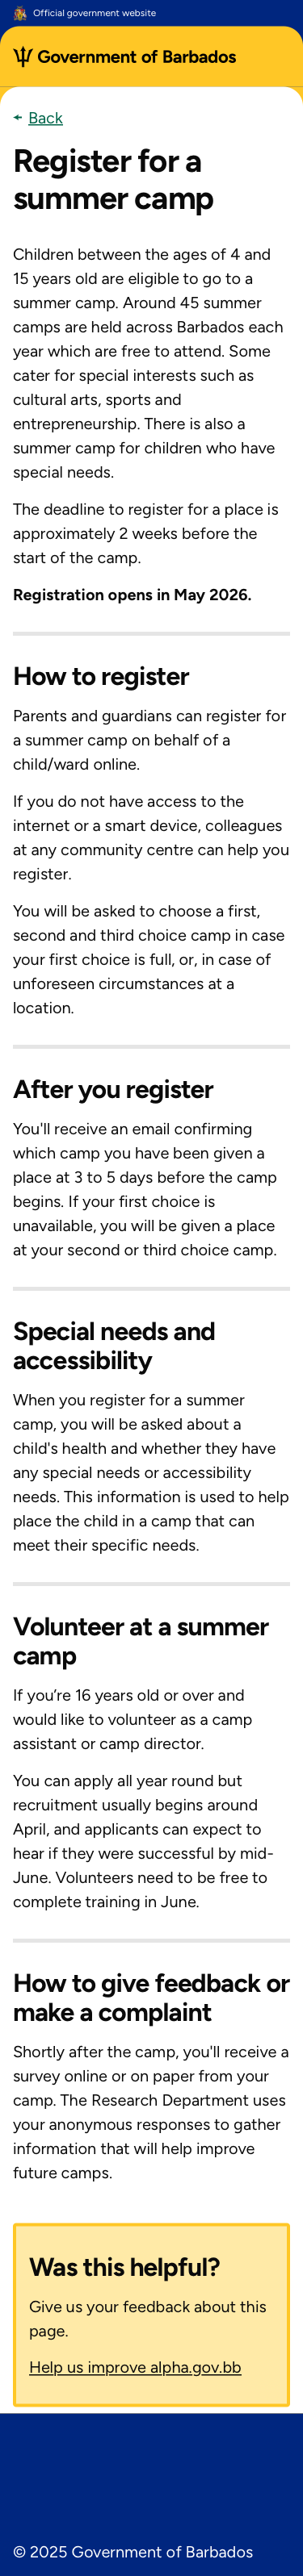 Official government website
Government of Barbados
Back
Register for a
summer camp
Children between the ages of 4 and
15 years old are eligible to go to a
summer camp. Around 45 summer
camps are held across Barbados each
year which are free to attend. Some
cater for special interests such as
cultural arts, sports and
entrepreneurship. There is also a
summer camp for children who have
special needs.
The deadline to register for a place is
approximately 2 weeks before the
start of the camp.
Registration opens in May 2026.
How to register
Parents and guardians can register for
a summer camp on behalf of a
child/ward online.
If you do not have access to the
internet or a smart device, colleagues
at any community centre can help you
register.
You will be asked to choose a first,
second and third choice camp in case
your first choice is full, or, in case of
unforeseen circumstances at a
location.
After you register
You'll receive an email confirming
which camp you have been given a
place at 3 to 5 days before the camp
begins. If your first choice is
unavailable, you will be given a place
at your second or third choice camp.
Special needs and
accessibility
When you register for a summer
camp, you will be asked about a
child's health and whether they have
any special needs or accessibility
needs. This information is used to help
place the child in a camp that can
meet their specific needs.
Volunteer at a summer
camp
If you’re 16 years old or over and
would like to volunteer as a camp
assistant or camp director.
You can apply all year round but
recruitment usually begins around
April, and applicants can expect to
hear if they were successful by mid-
June. Volunteers need to be free to
complete training in June.
How to give feedback or
make a complaint
Shortly after the camp, you'll receive a
survey online or on paper from your
camp. The Research Department uses
your anonymous responses to gather
information that will help improve
future camps.
Was this helpful?
Give us your feedback about this
page.
Help us improve alpha.gov.bb
© 2025 Government of Barbados